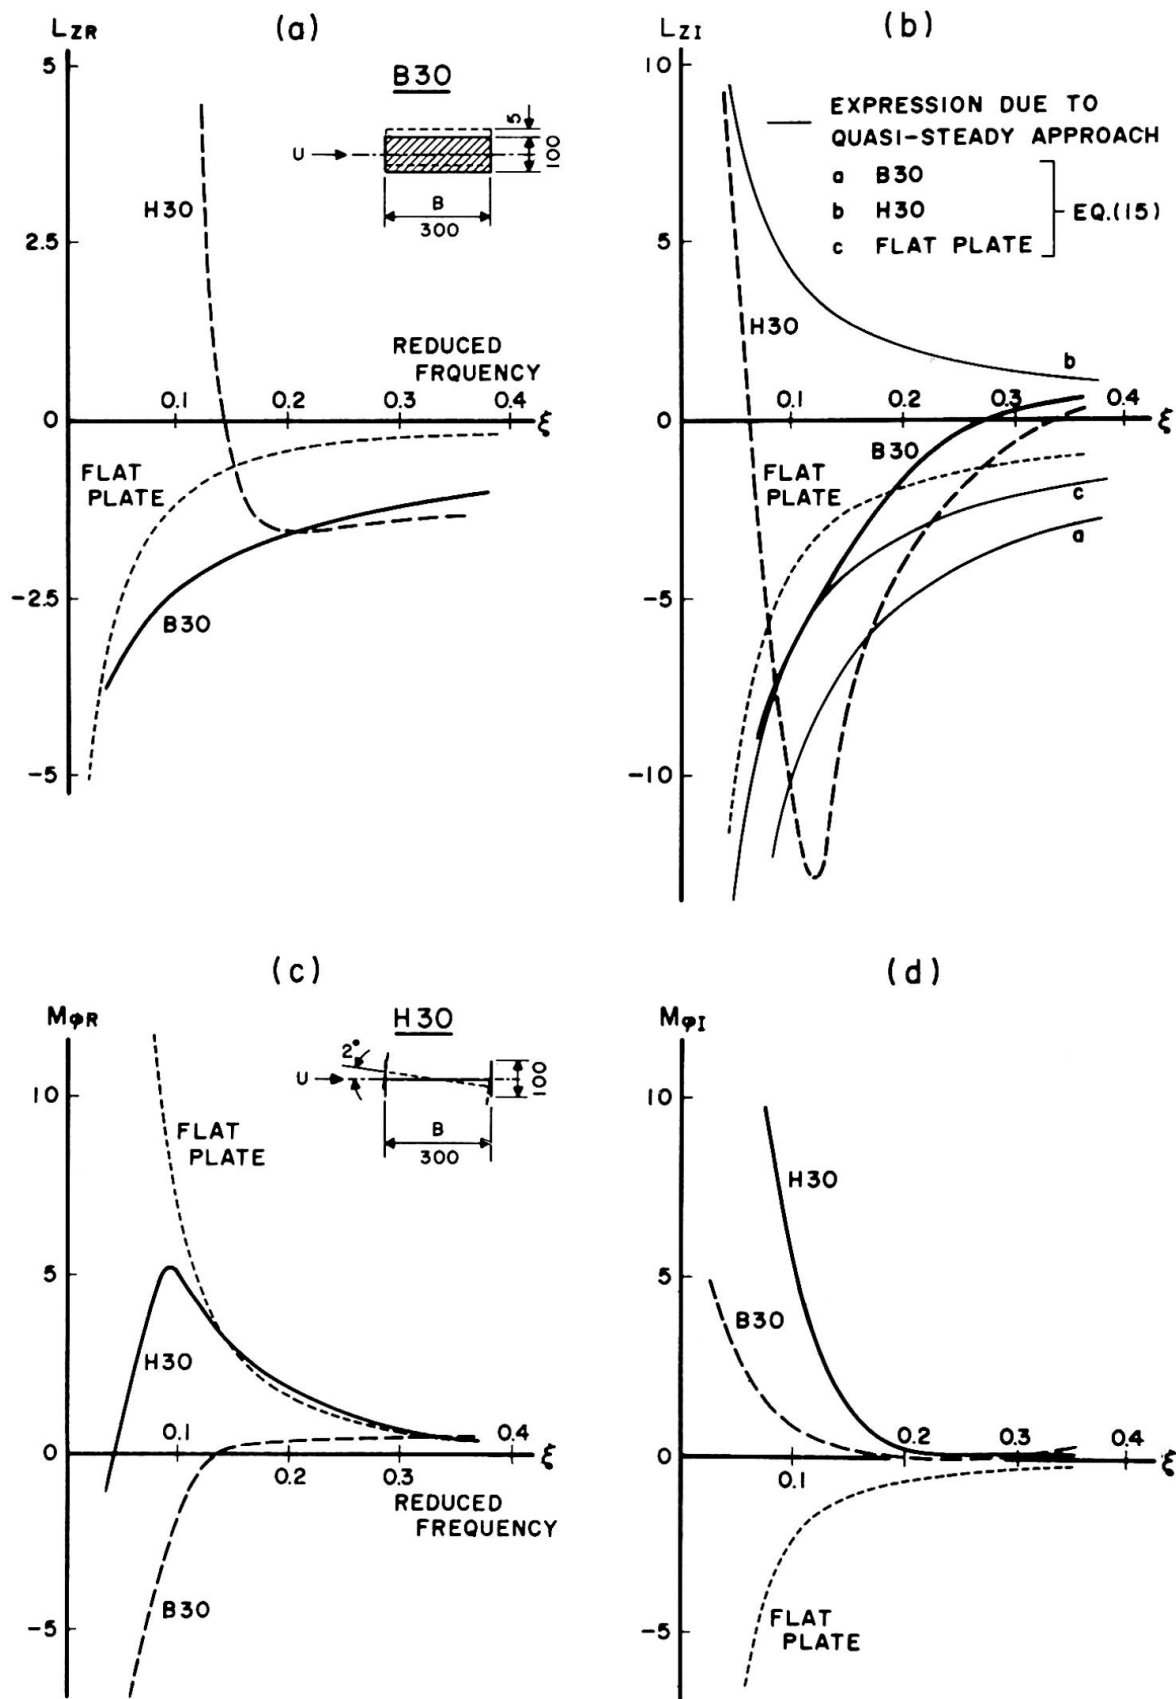 (a)
LZR
5
2.5
0
-2.5
-5
B30
U
5
100
B
300
H30
REDUCED
FRQUENCY
0.1
0.2
0.3
0.4
ξ
FLAT
PLATE
B30
(b)
LZI
10
5
0
-5
-10
EXPRESSION DUE TO
QUASI-STEADY APPROACH
a B30
b H30
c FLAT PLATE
EQ.(15)
H30
b
0.1
0.2
0.3
0.4
ξ
B30
FLAT
PLATE
c
a
(c)
MφR
10
5
0
-5
H30
2°
U
100
B
300
FLAT
PLATE
H30
0.1
0.2
0.3
0.4
ξ
REDUCED
FREQUENCY
B30
(d)
MφI
10
5
0
-5
H30
B30
0.1
0.2
0.3
0.4
ξ
FLAT
PLATE